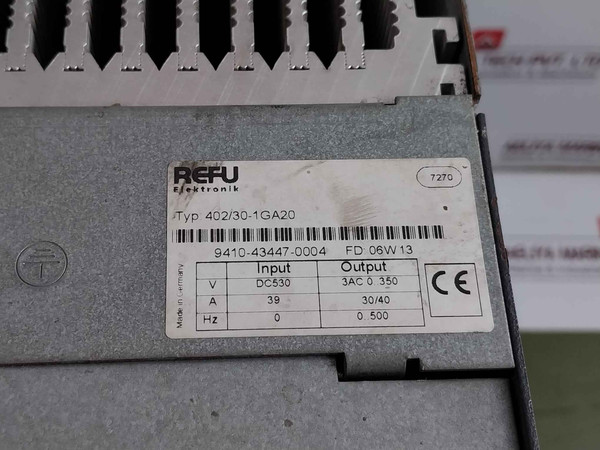 REFU
Elektronik
7270
Typ 402/30-1GA20
9410-43447-0004 FD: 06W13
Made in Germany
Input Output
V DC530 3AC 0..350
A 39 30/40
Hz 0 0..500
CE